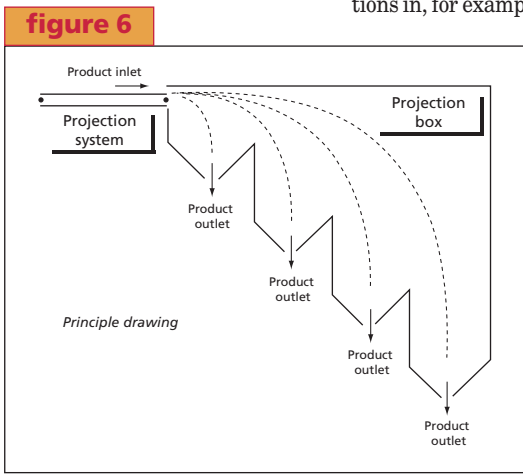 tions in, for examp
figure 6
Product inlet
Projection
system
Projection
box
Product
outlet
Product
outlet
Product
outlet
Product
outlet
Principle drawing